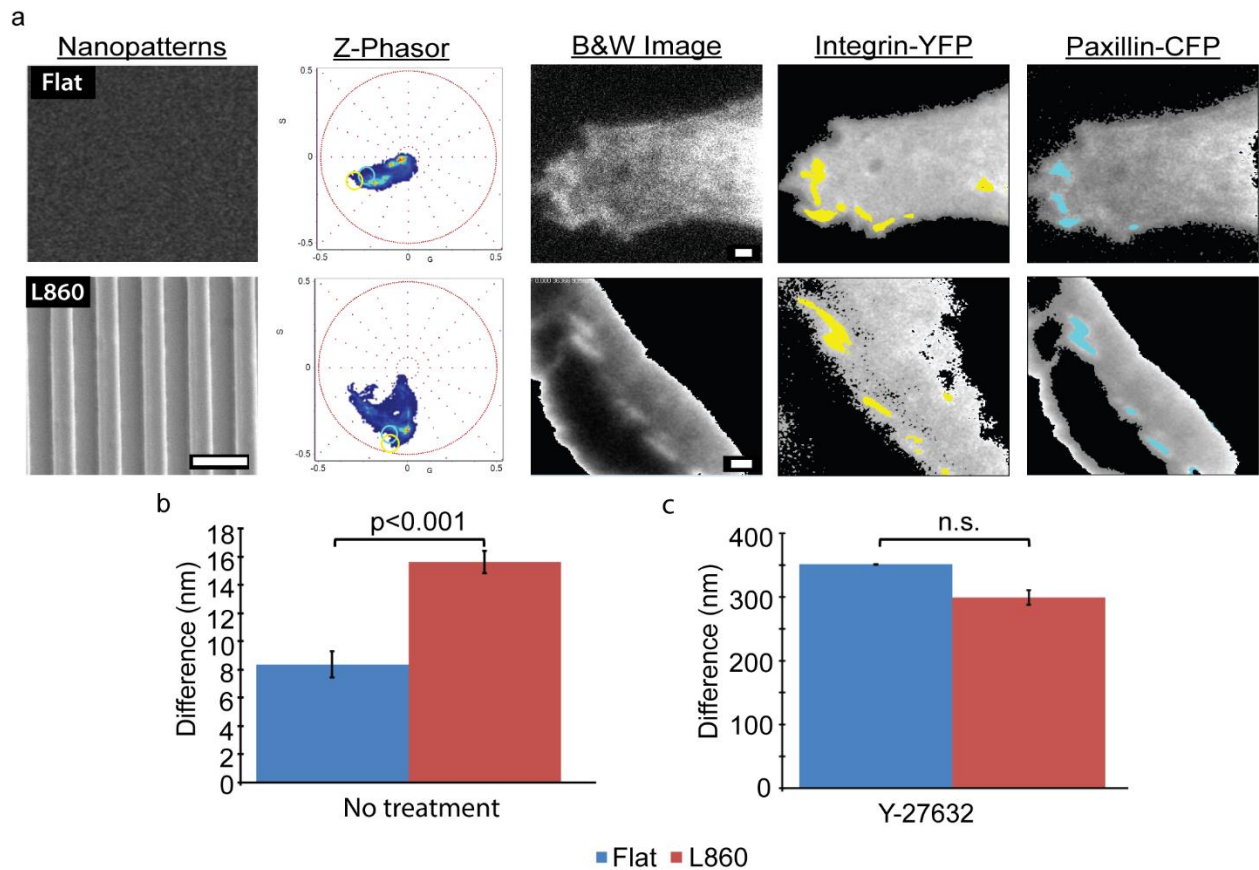 a
Nanopatterns
Z-Phasor
B&W Image
Integrin-YFP
Paxillin-CFP
Flat
0.5
S
0
-0.5
-0.5
0
0.5
G
L860
0.5
S
0
-0.5
-0.5
0
0.5
G
b
p<0.001
Difference (nm)
18
16
14
12
10
8
6
4
2
0
No treatment
c
n.s.
Difference (nm)
400
300
200
100
0
Y-27632
Flat
L860